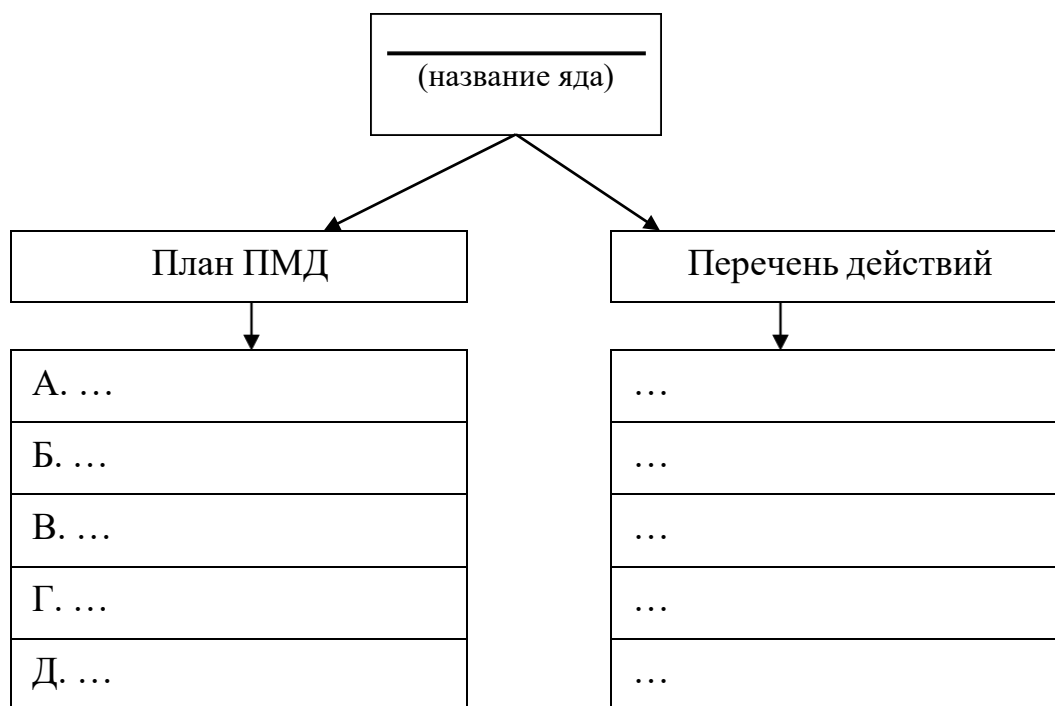 (название яда)
План ПМД
Перечень действий
А. …
…
Б. …
…
В. …
…
Г. …
…
Д. …
…